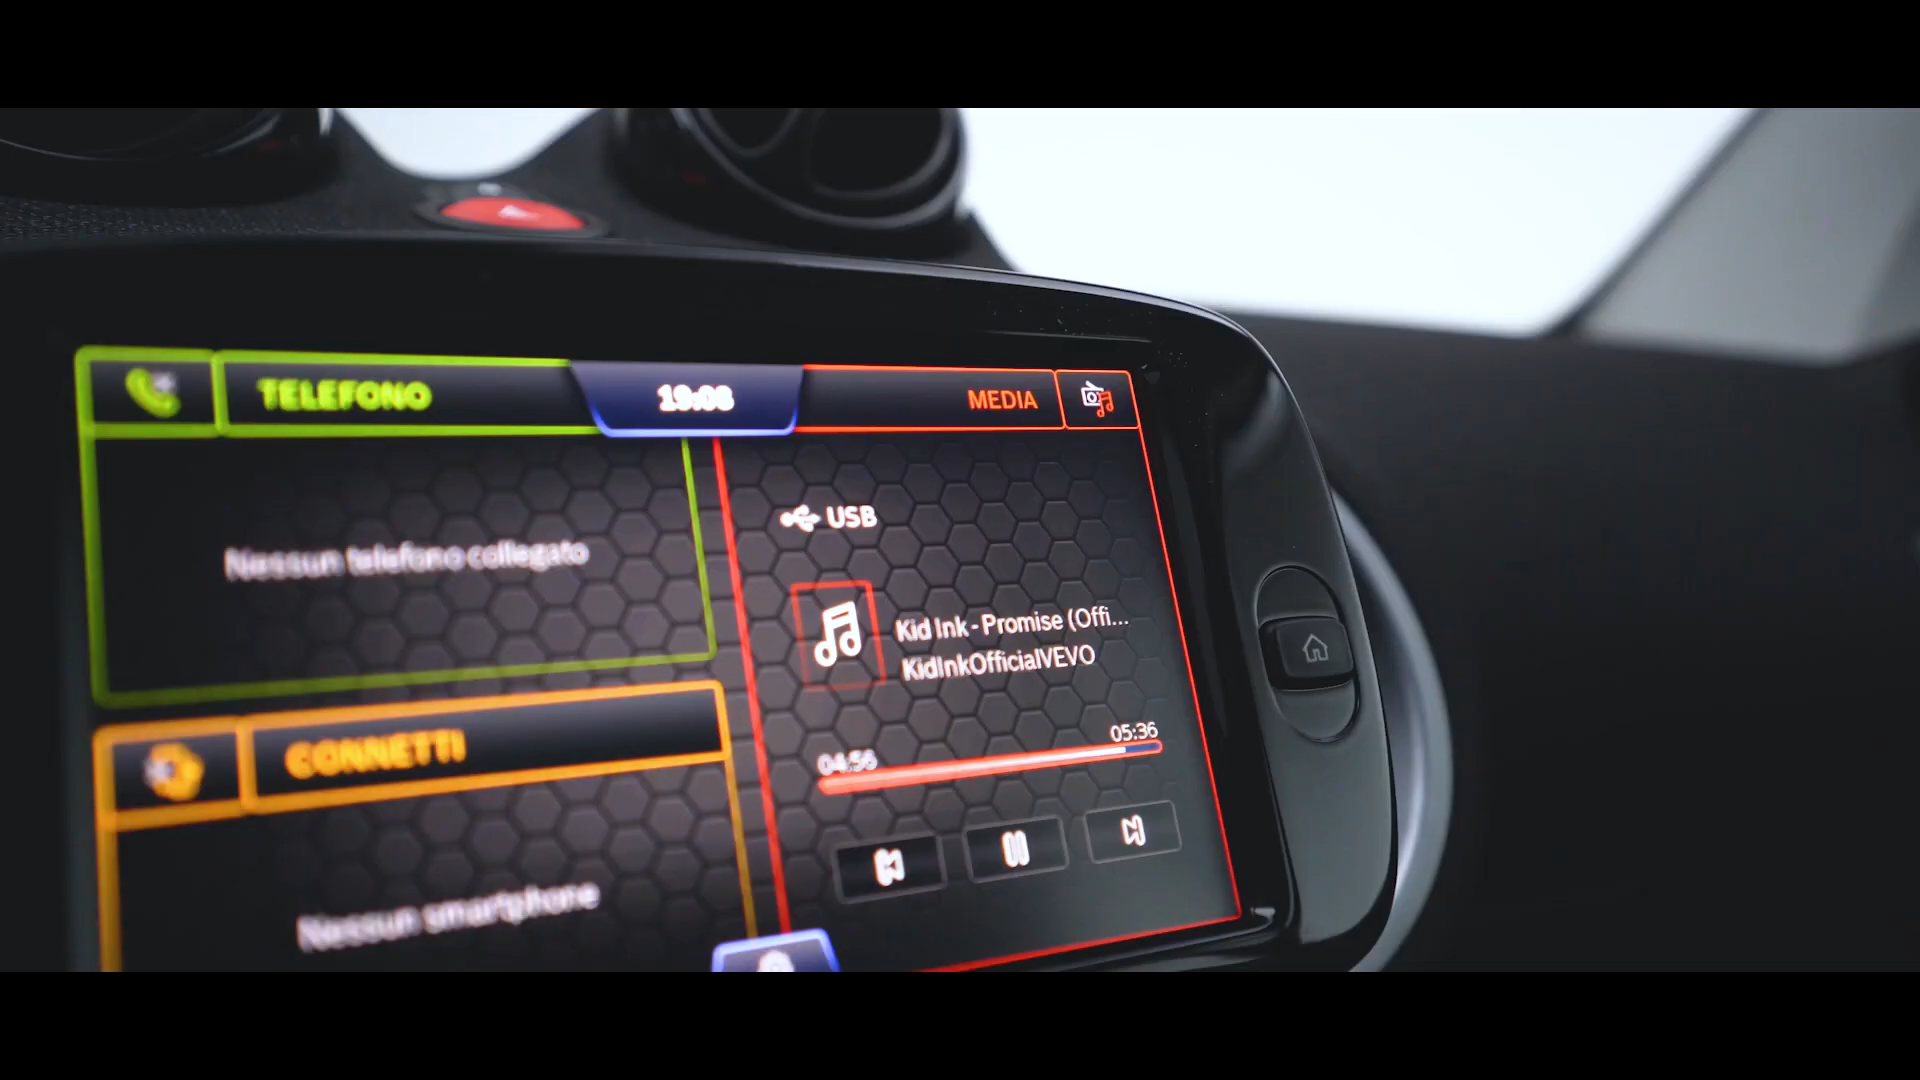 TELEFONO
19:08
MEDIA
Nessun telefono collegato
USB
Kid Ink - Promise (Offi...
KidInkOfficialVEVO
04:56
05:36
CONNETTI
Nessun smartphone